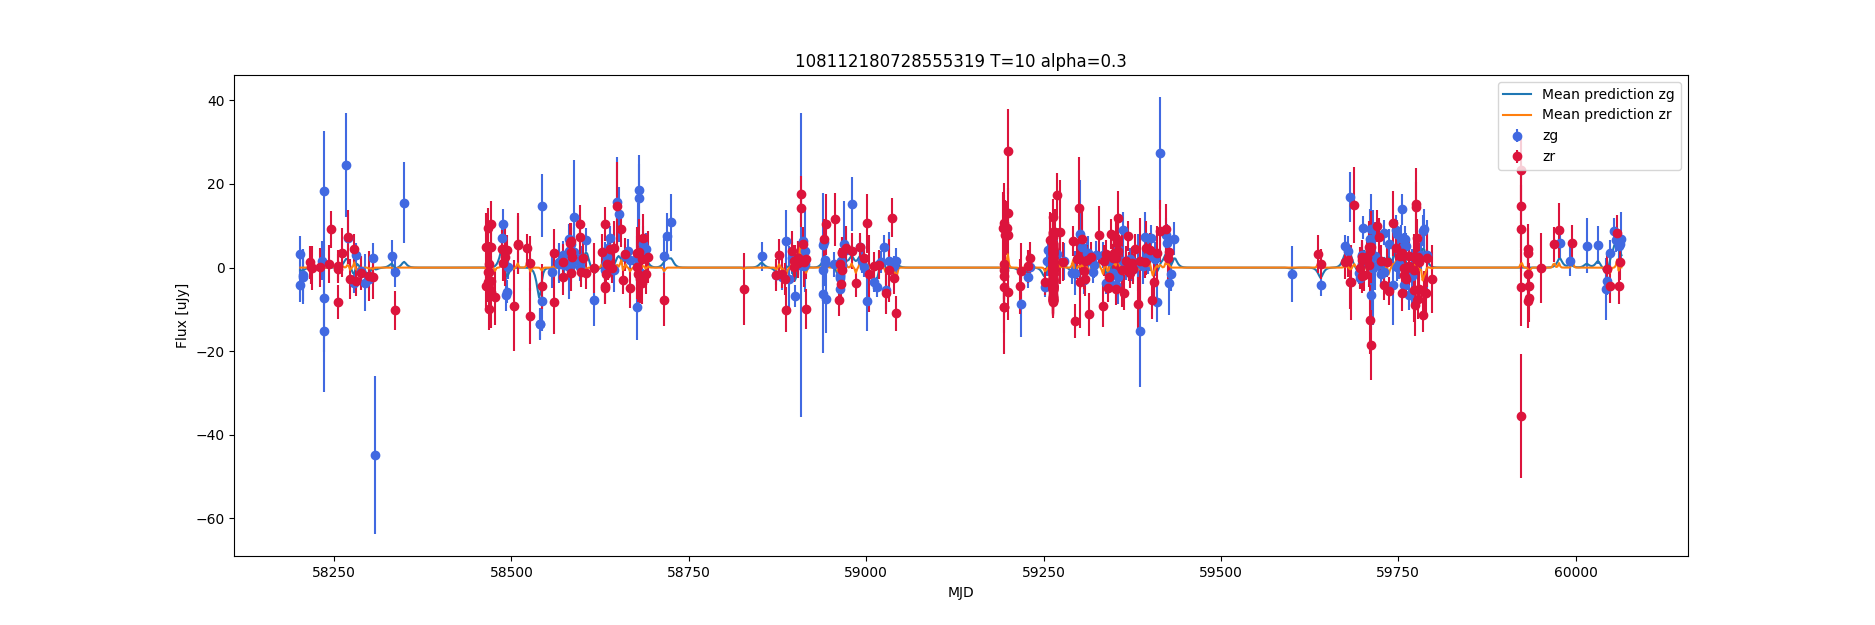 108112180728555319 T=10 alpha=0.3
Mean prediction zg
Mean prediction zr
zg
zr
Flux [uJy]
40
20
0
−20
−40
−60
58250 58500 58750 59000 59250 59500 59750 60000
MJD